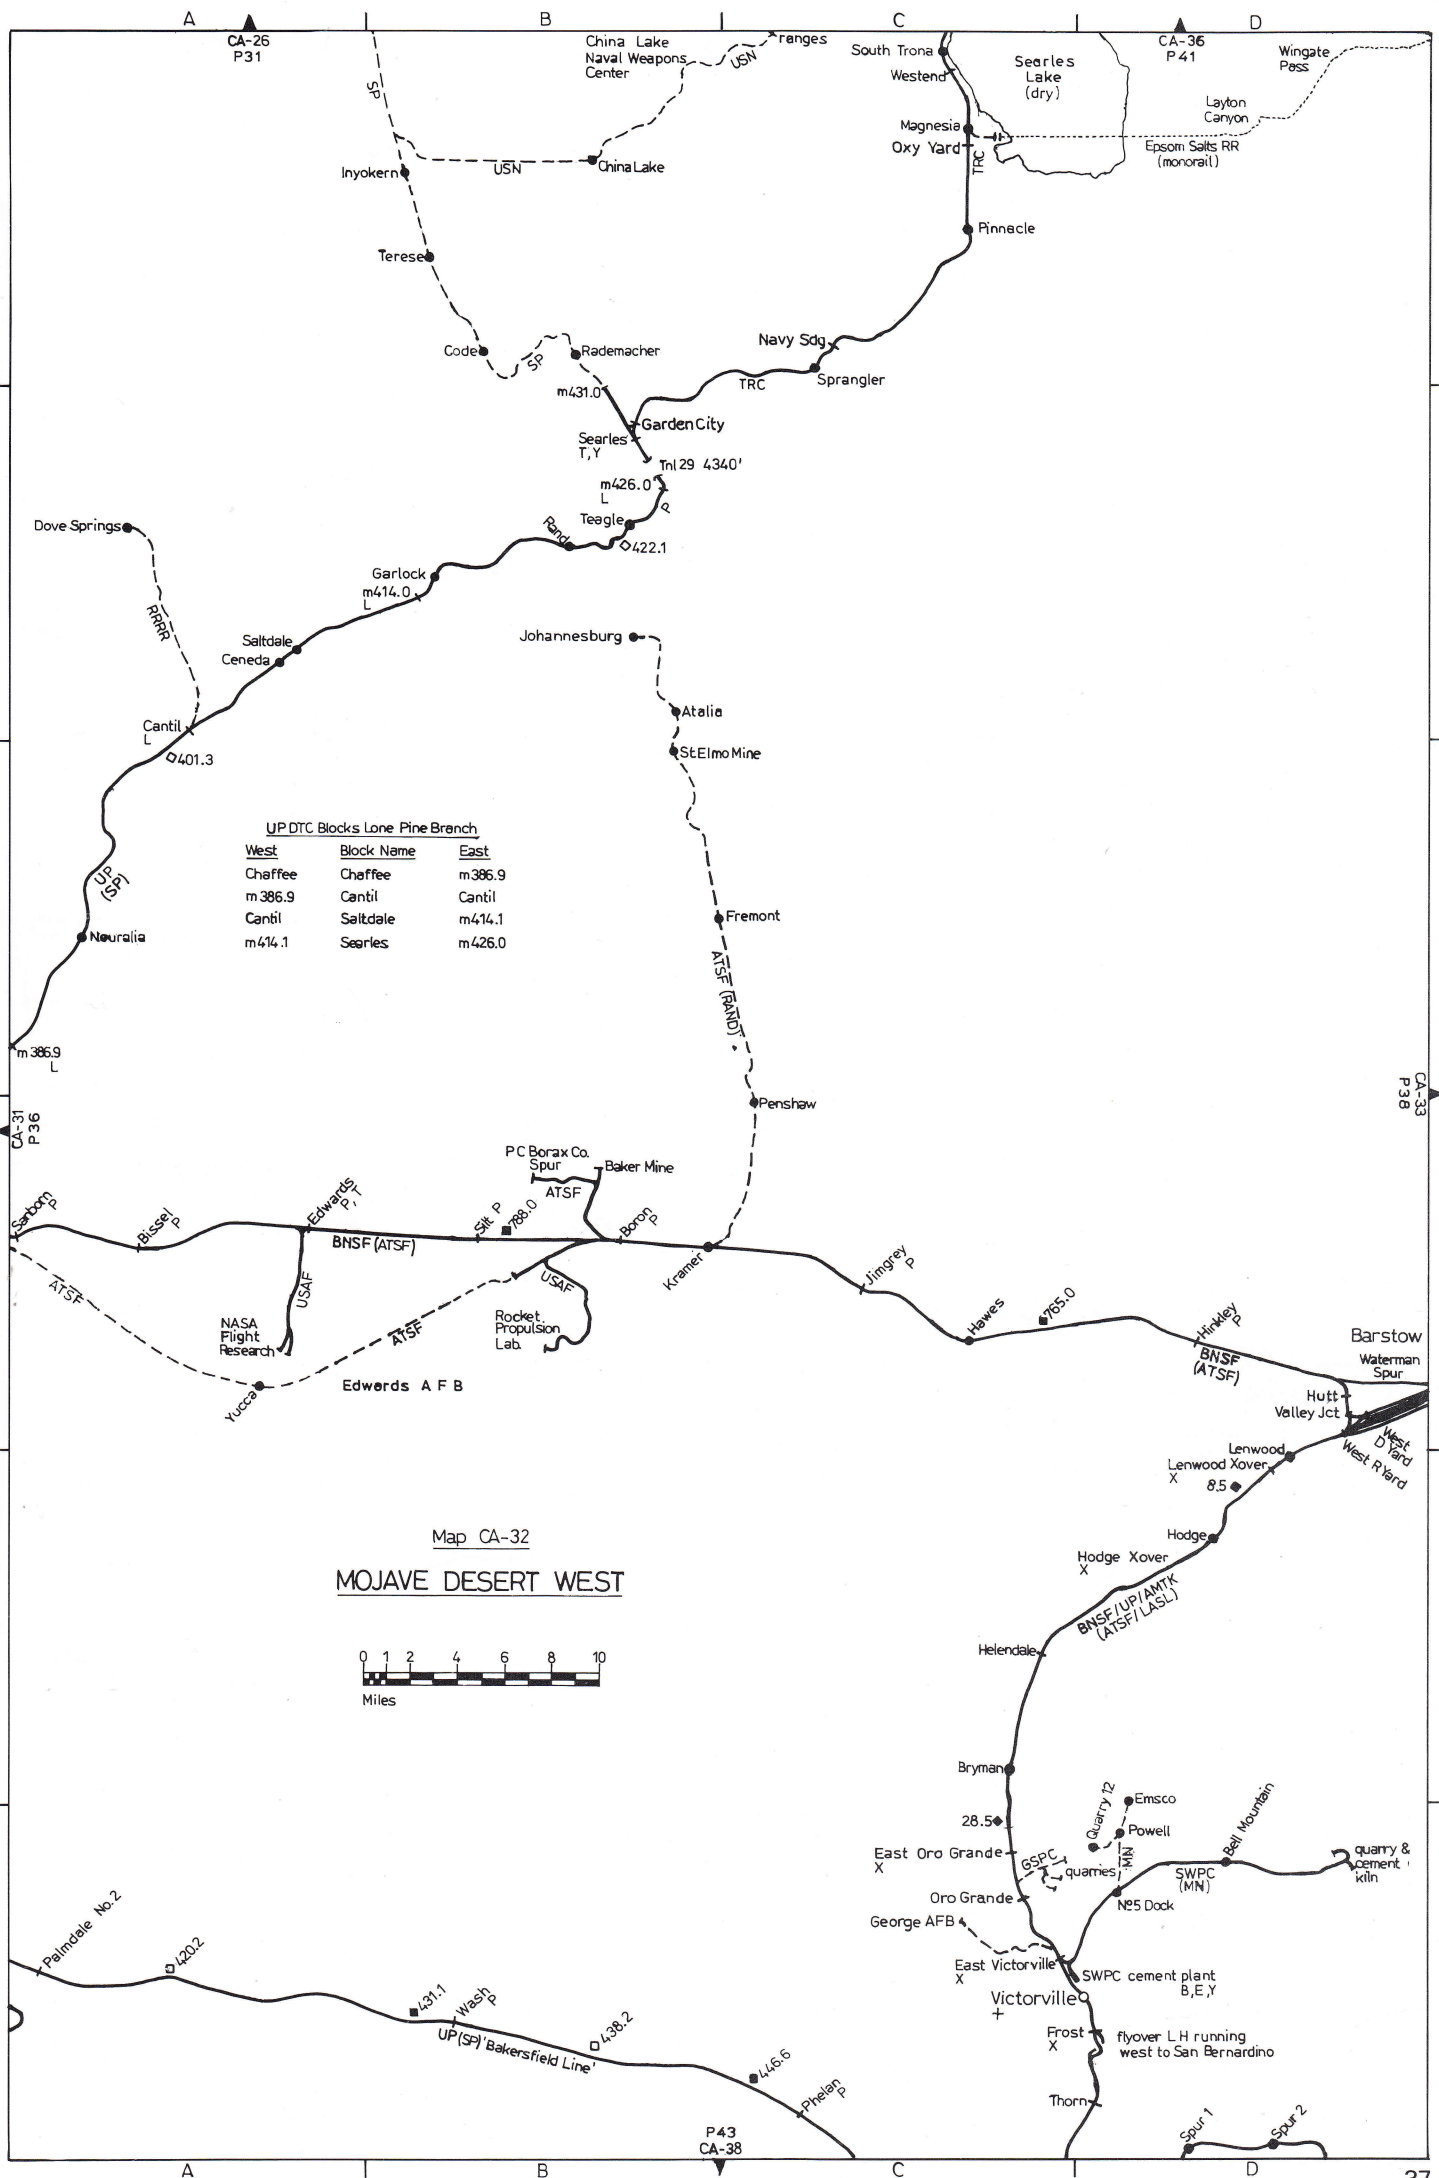 A
B
C
D
CA-26
P31
China Lake
Naval Weapons
Center
USN
ranges
South Trona
Westend
Searles
Lake
(dry)
CA-36
P41
Wingate
Pass
Layton
Canyon
SP
Magnesia
Oxy Yard
TRC
Epsom Salts RR
(monorail)
Inyokern
USN
China Lake
Pinnacle
Terese
Code
SP
Rademacher
Navy Sdg
Sprangler
TRC
m431.0
Garden City
Searles
T,Y
Tnl 29 4340'
m426.0
L
P
Dove Springs
Teagle
Rand
422.1
Garlock
m414.0
L
RRRR
Johannesburg
Saltdale
Ceneda
Atalia
Cantil
L
401.3
St Elmo Mine
UP DTC Blocks Lone Pine Branch
West Block Name East
Chaffee Chaffee m386.9
m386.9 Cantil Cantil
Cantil Saltdale m414.1
m414.1 Searles m426.0
UP
(SP)
Neuralia
Fremont
ATSF (RAND)
m 386.9
L
Penshaw
CA-33
P38
CA-31
P36
PC Borax Co.
Spur
Baker Mine
ATSF
Sanborn
P
Bissel
P
Edwards
P, T
BNSF (ATSF)
Silt P
788.0
Boron
P
Kramer
Jimgrey
P
Hawes
765.0
Hinkley
P
BNSF
(ATSF)
Barstow
Waterman
Spur
Hutt
Valley Jct
West
D Yard
West R Yard
ATSF
USAF
NASA
Flight
Research
Yucca
ATSF
USAF
Rocket
Propulsion
Lab.
Edwards A F B
Lenwood
Lenwood Xover
X
8.5
Hodge
Hodge Xover
X
BNSF/UP/AMTK
(ATSF/LASL)
Map CA-32
MOJAVE DESERT WEST
0 1 2 4 6 8 10
Miles
Helendale
Bryman
28.5
East Oro Grande
X
GSPC
quarries
Quarry 12
Emsco
Powell
MN
Bell Mountain
SWPC
(MN)
quarry &
cement
kiln
Oro Grande
Nº5 Dock
George AFB
East Victorville
X
SWPC cement plant
B,E,Y
Victorville
+
Frost
X
flyover L H running
west to San Bernardino
Thorn
Palmdale No.2
420.2
431.1
Wash
P
UP(SP)'Bakersfield Line'
438.2
446.6
Phelan
P
Spur 1
Spur 2
P43
CA-38
A
B
C
D
37